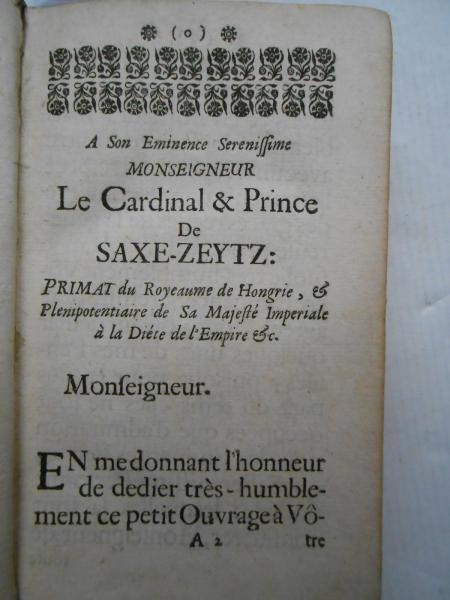 ❋ (o) ❋
A Son Eminence Sereniſſime
MONSEIGNEUR
Le Cardinal & Prince
De
SAXE-ZEYTZ:
PRIMAT du Royeaume de Hongrie, &
Plenipotentiaire de Sa Majeſté Imperiale
à la Diéte de l'Empire &c.
Monſeigneur.
EN me donnant l'honneur
de dedier très-humble-
ment ce petit Ouvrage à Vô-
A 2 tre